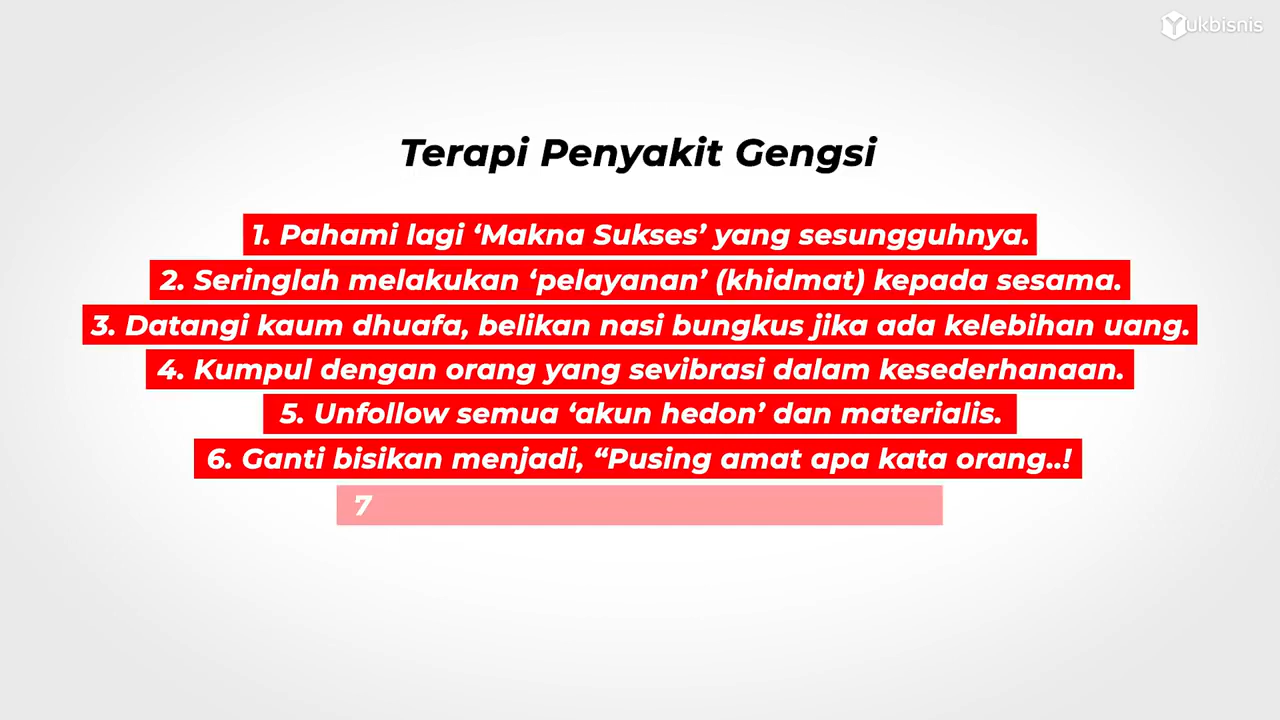 Yukbisnis
Terapi Penyakit Gengsi
1. Pahami lagi ‘Makna Sukses’ yang sesungguhnya.
2. Seringlah melakukan ‘pelayanan’ (khidmat) kepada sesama.
3. Datangi kaum dhuafa, belikan nasi bungkus jika ada kelebihan uang.
4. Kumpul dengan orang yang sevibrasi dalam kesederhanaan.
5. Unfollow semua ‘akun hedon’ dan materialis.
6. Ganti bisikan menjadi, “Pusing amat apa kata orang..!
7